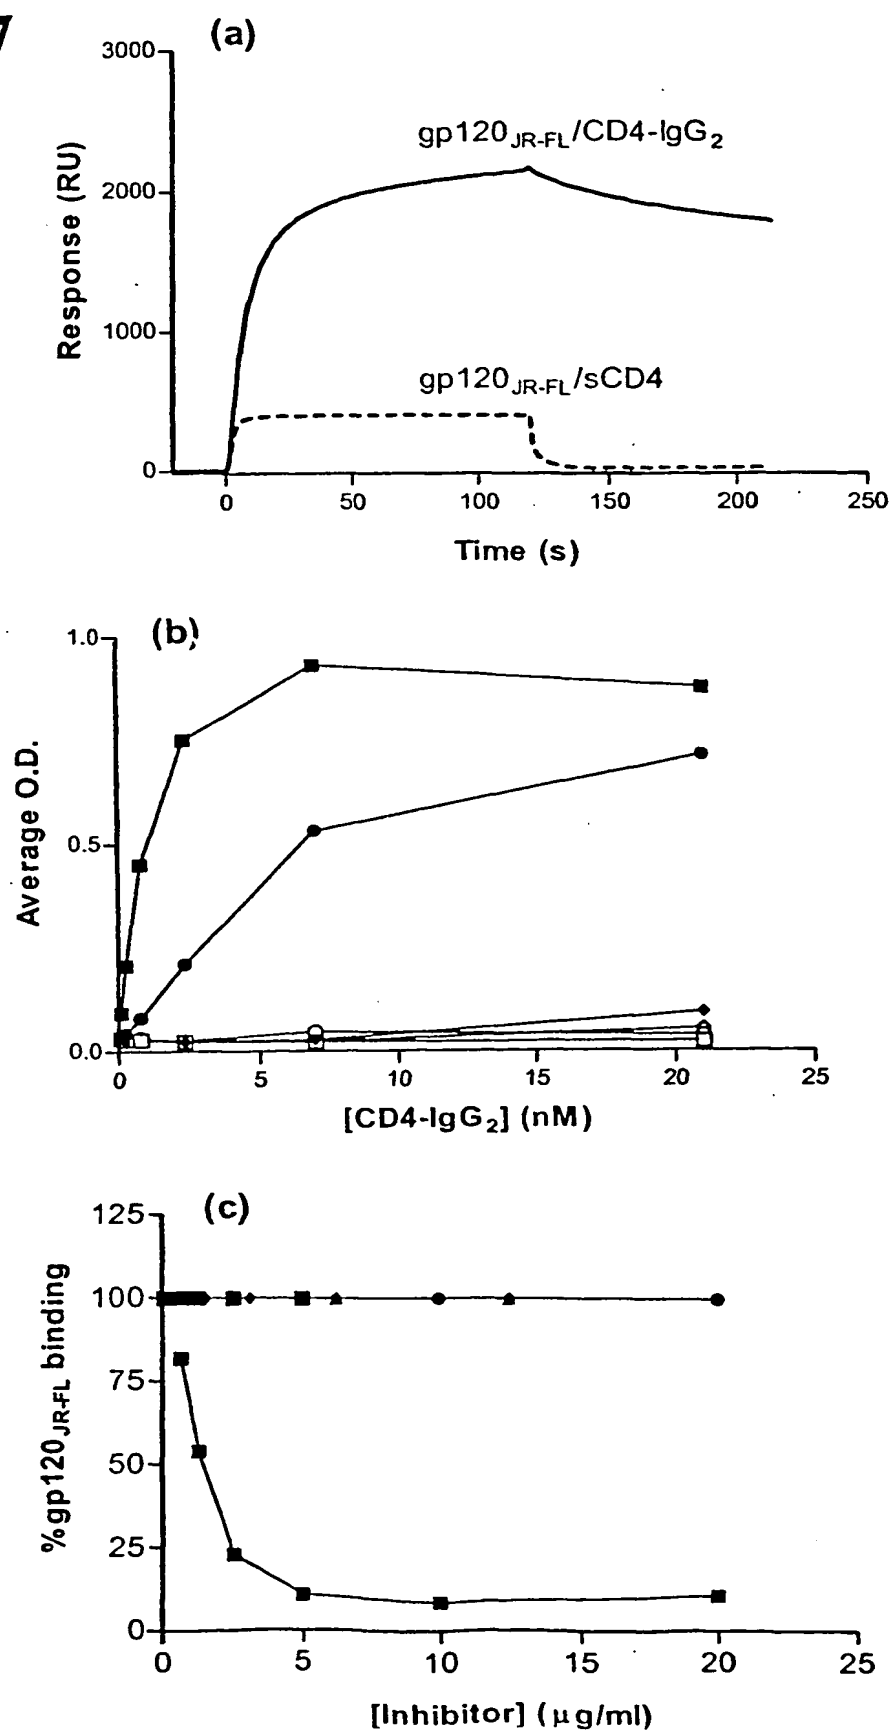 (a)
3000
2000
1000
0
Response (RU)
gp120JR-FL/CD4-IgG2
gp120JR-FL/sCD4
0 50 100 150 200 250
Time (s)
(b)
1.0
0.5
0.0
Average O.D.
0 5 10 15 20 25
[CD4-IgG2] (nM)
(c)
125
100
75
50
25
0
%gp120JR-FL binding
0 5 10 15 20 25
[Inhibitor] (μg/ml)